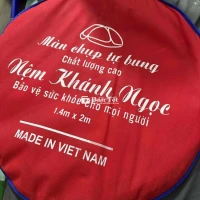 Màn chụp tự bung
Chất lượng cao
Nệm Khánh Ngọc
Bảo vệ sức khỏe cho mọi người
1.4m x 2m
MADE IN VIET NAM